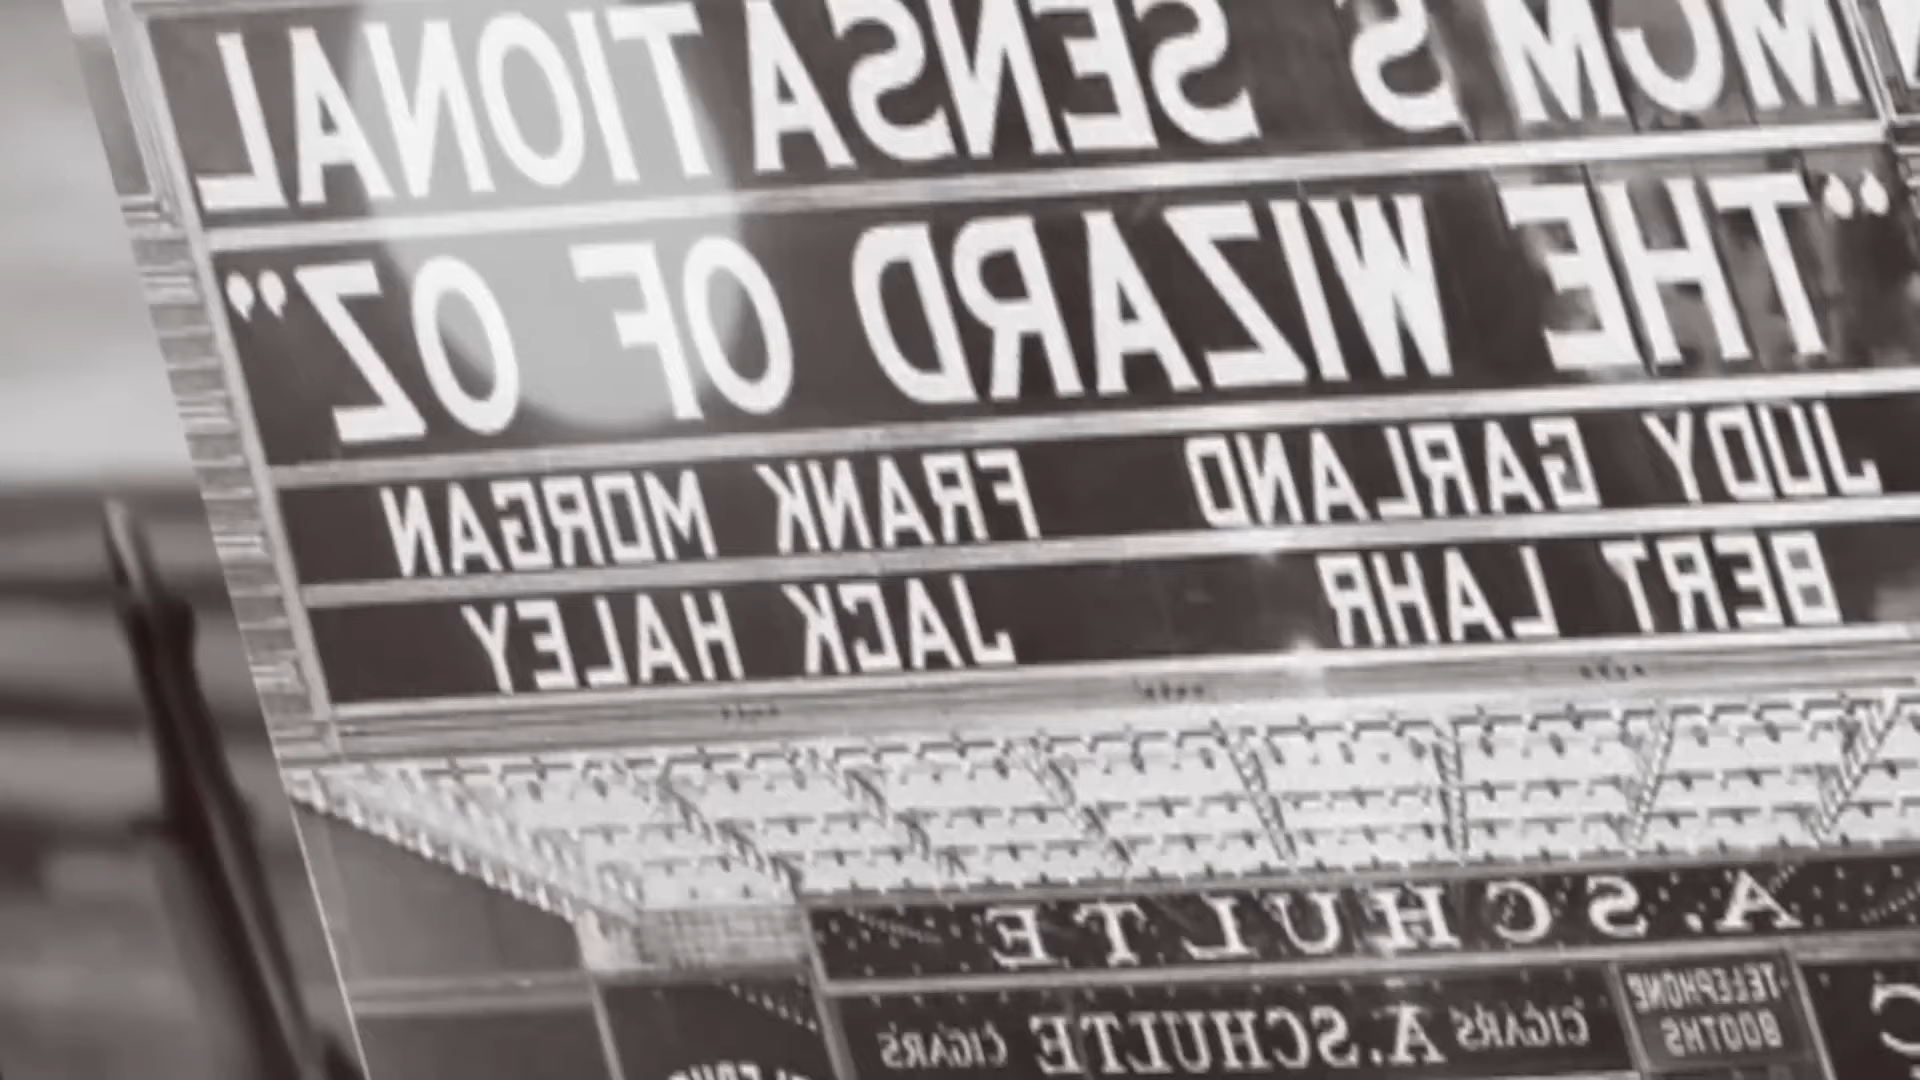 MGM'S SENSATIONAL
"THE WIZARD OF OZ"
JUDY GARLAND FRANK MORGAN
BERT LAHR JACK HALEY
A. SCHULTE
TELEPHONE BOOTHS
CIGARS A. SCHULTE CIGARS